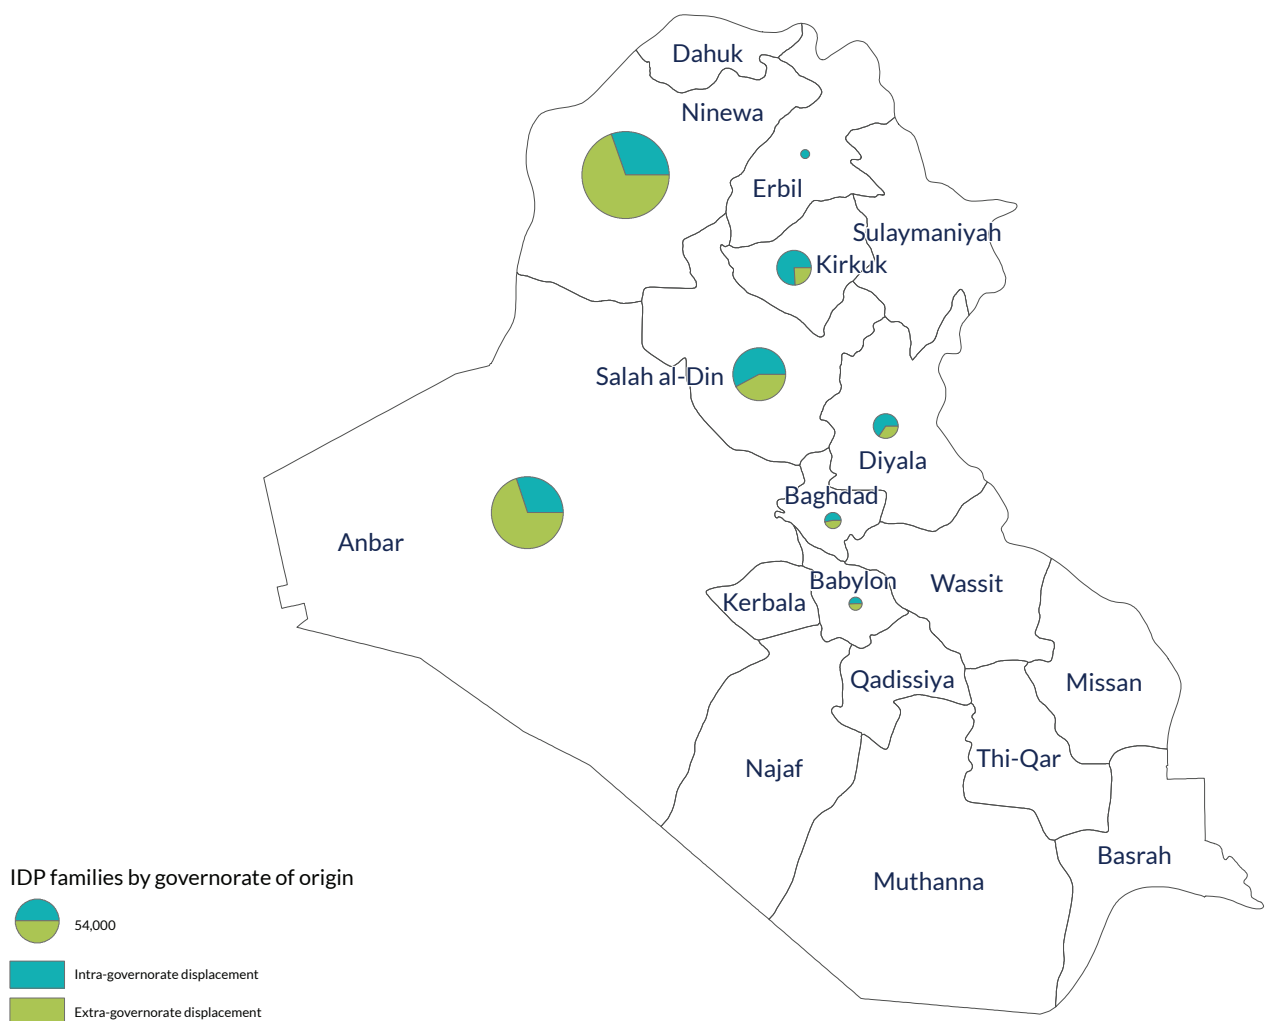 Dahuk
Ninewa
Erbil
Sulaymaniyah
Kirkuk
Salah al-Din
Diyala
Baghdad
Anbar
Babylon
Wassit
Kerbala
Qadissiya
Missan
Najaf
Thi-Qar
Basrah
Muthanna
IDP families by governorate of origin
54,000
Intra-governorate displacement
Extra-governorate displacement